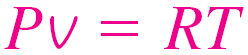 Pv = RT